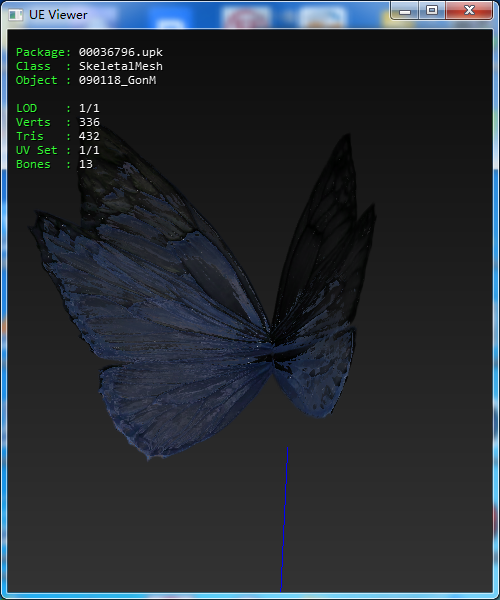 UE Viewer
Package: 00036796.upk
Class  : SkeletalMesh
Object : 090118_GonM
LOD    : 1/1
Verts  : 336
Tris   : 432
UV Set : 1/1
Bones  : 13